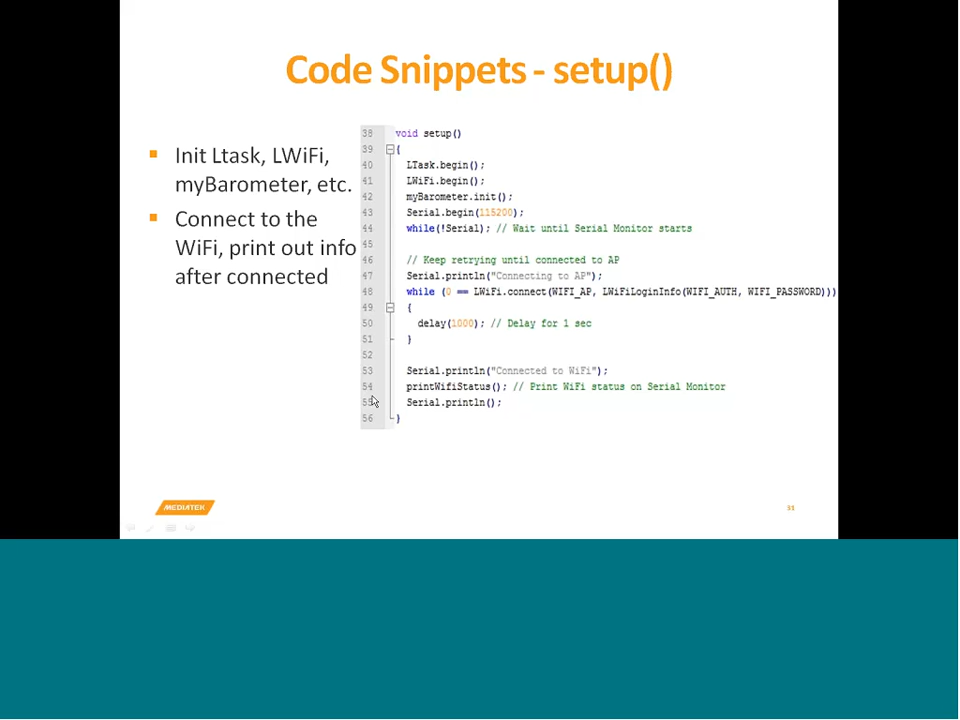 Code Snippets - setup()
Init Ltask, LWiFi,
myBarometer, etc.
Connect to the
WiFi, print out info
after connected
38 void setup()
39 {
40 LTask.begin();
41 LWiFi.begin();
42 myBarometer.init();
43 Serial.begin(115200);
44 while(!Serial); // Wait until Serial Monitor starts
45
46 // Keep retrying until connected to AP
47 Serial.println("Connecting to AP");
48 while (0 == LWiFi.connect(WIFI_AP, LWiFiLoginInfo(WIFI_AUTH, WIFI_PASSWORD)))
49 {
50 delay(1000); // Delay for 1 sec
51 }
52
53 Serial.println("Connected to WiFi");
54 printWifiStatus(); // Print WiFi status on Serial Monitor
55 Serial.println();
56 }
MEDIATEK